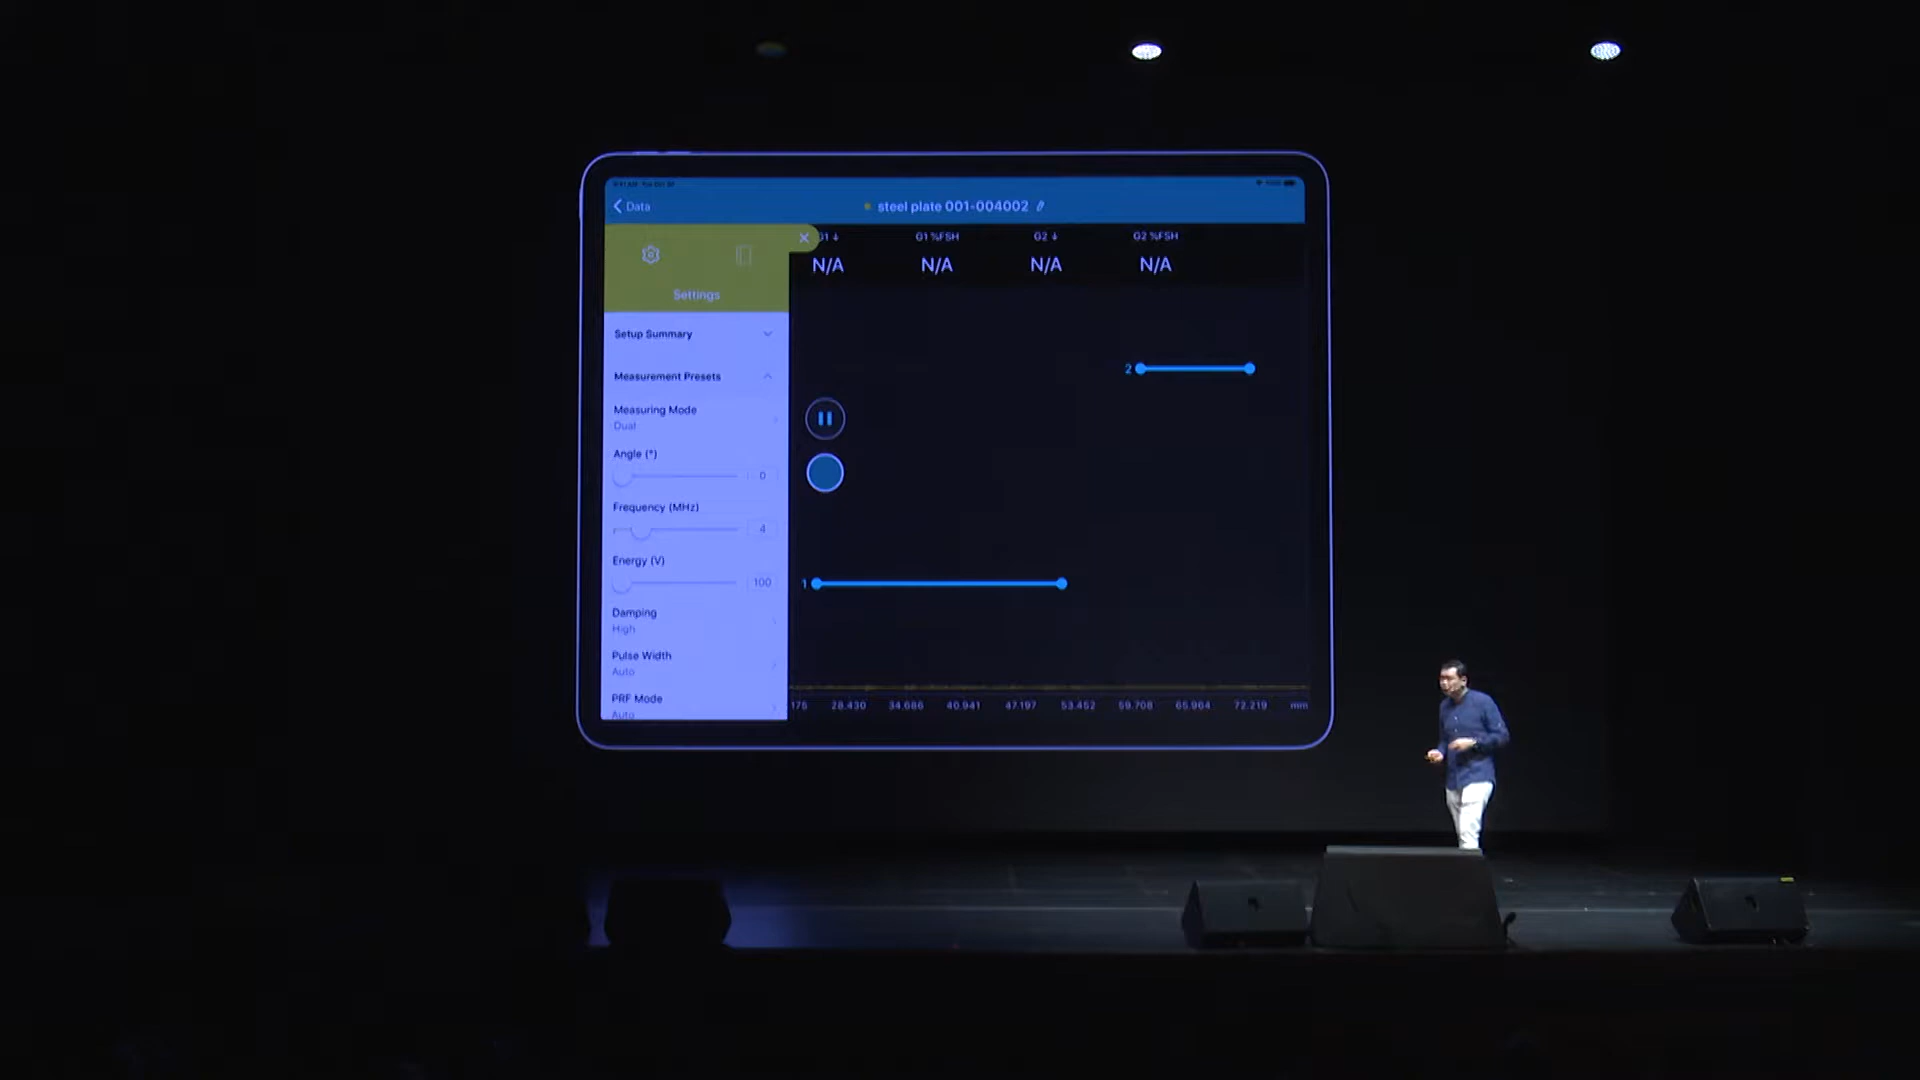 Data
steel plate 001-004002
G1 %FSH
G2
G2 %FSH
N/A
N/A
N/A
N/A
Settings
Setup Summary
Measurement Presets
Measuring Mode
Dual
Angle (°)
0
Frequency (MHz)
4
Energy (V)
100
Damping
High
Pulse Width
Auto
PRF Mode
Auto
2
1
28.430
34.686
40.941
47.197
53.452
59.708
65.964
72.219
mm